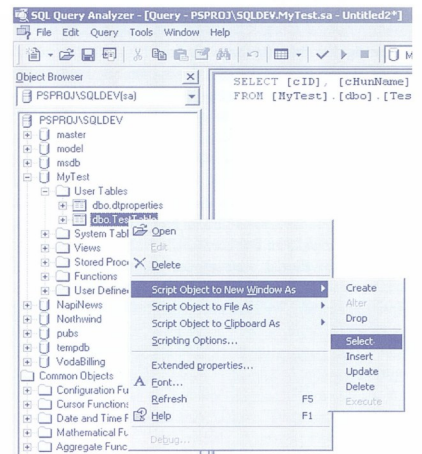 SQL Query Analyzer - [Query - PSPROJ\SQLDEV.MyTest.sa - Untitled2*]
File Edit Query Tools Window Help
Object Browser
PSPROJ\SQLDEV(sa)
SELECT [cID], [cHunName]
FROM [MyTest].[dbo].[Tes
PSPROJ\SQLDEV
master
model
msdb
MyTest
User Tables
dbo.dtproperties
dbo.TestTable
System Tabl
Views
Stored Proce
Functions
User Define
NapiNews
Northwind
pubs
tempdb
VodaBilling
Common Objects
Configuration Fu
Cursor Functions
Date and Time F
Mathematical Fu
Aggregate Func
Open
Edit
Delete
Script Object to New Window As
Script Object to File As
Script Object to Clipboard As
Scripting Options...
Extended properties...
Font...
Refresh F5
Help F1
Debug...
Create
Alter
Drop
Select
Insert
Update
Delete
Execute